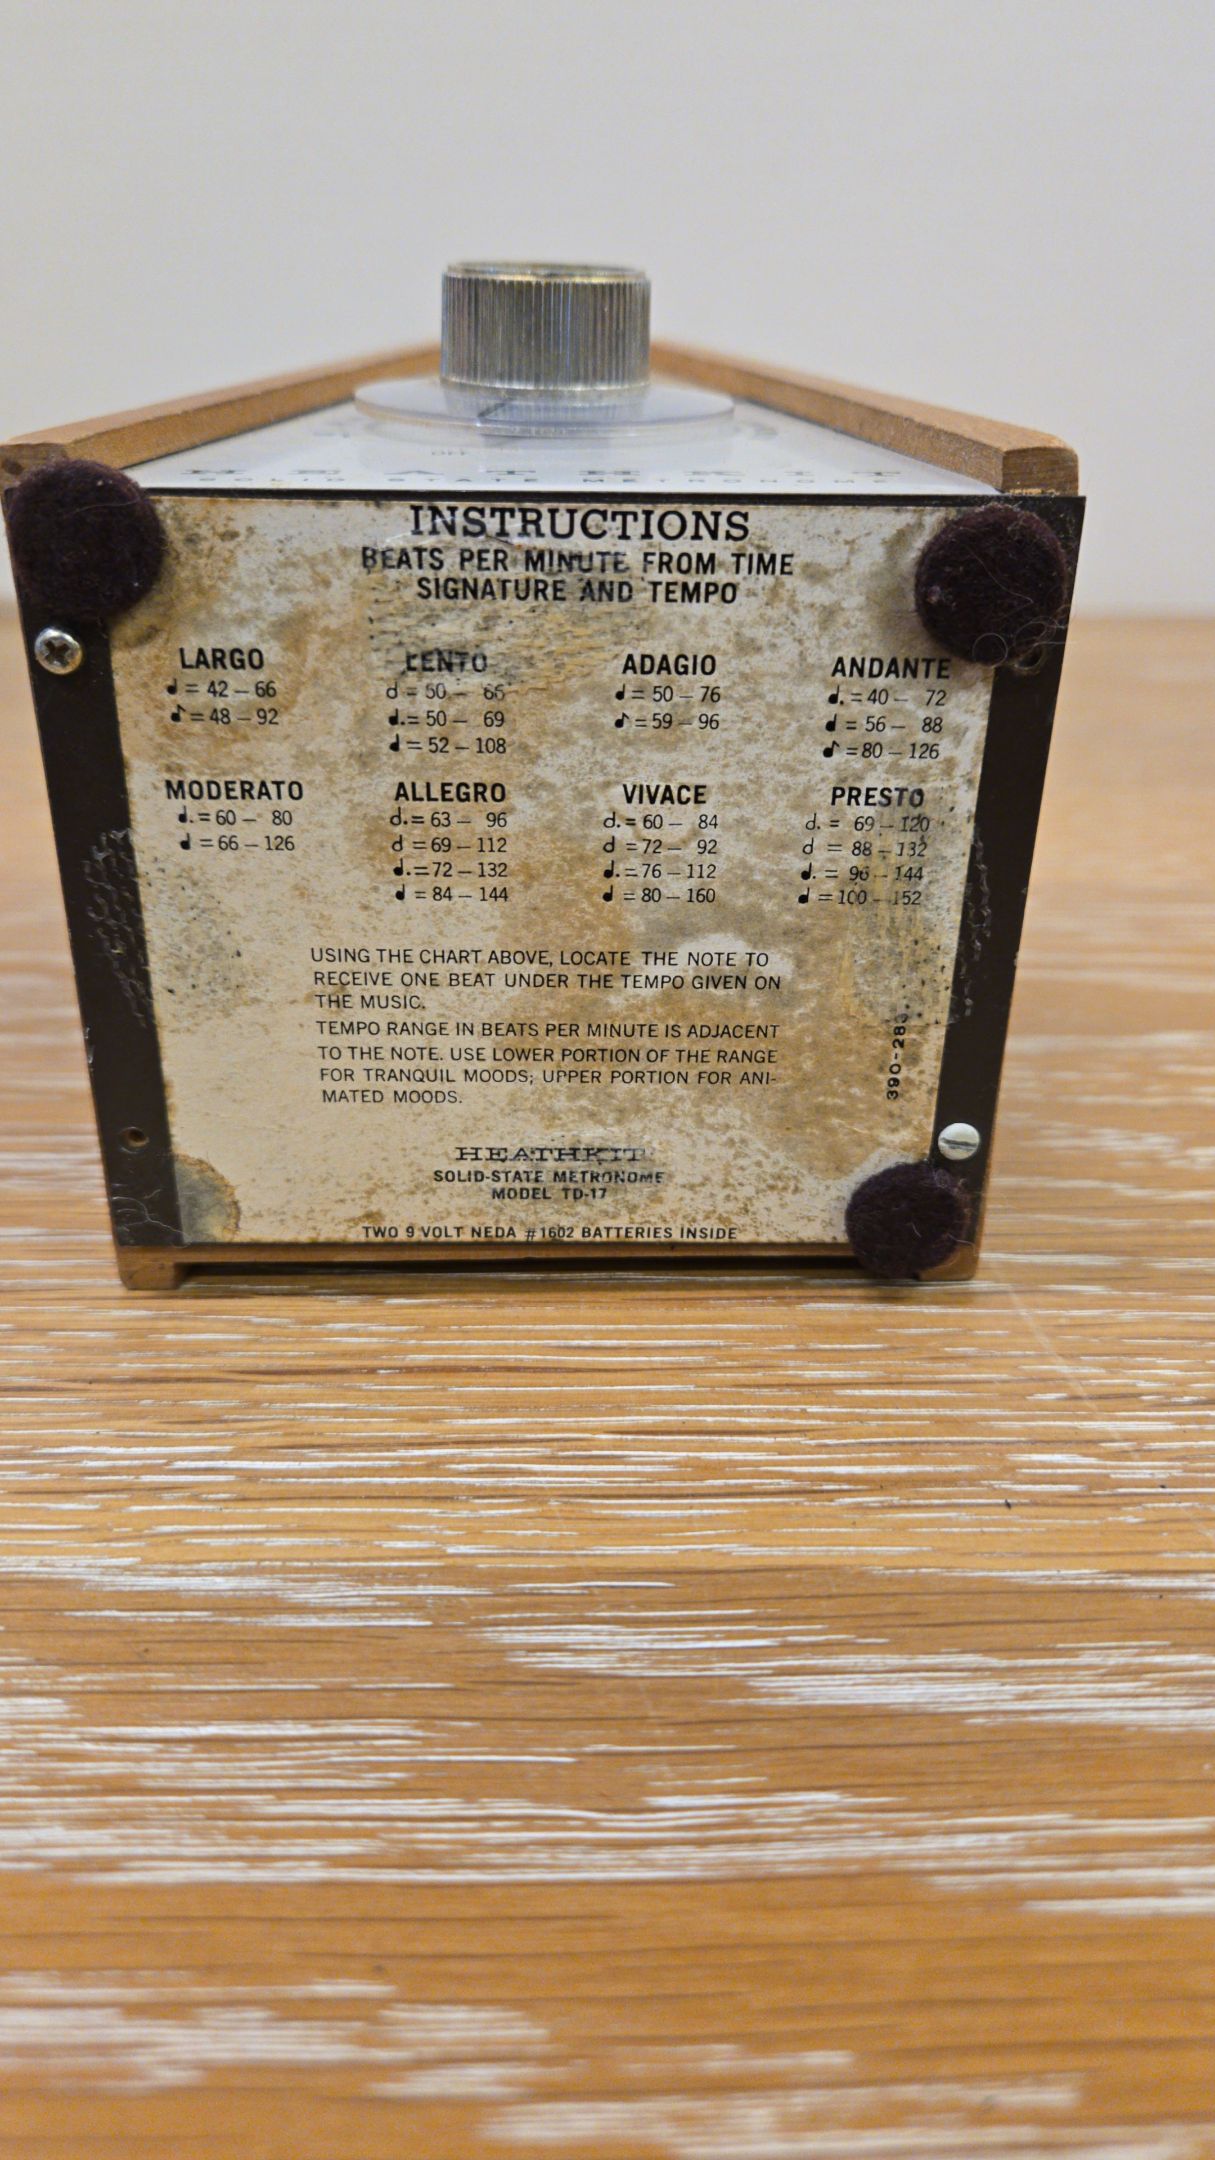 OFF
HEATHKIT
SOLID STATE METRONOME
INSTRUCTIONS
BEATS PER MINUTE FROM TIME
SIGNATURE AND TEMPO
LARGO LENTO ADAGIO ANDANTE
♩ = 42 – 66 𝅗𝅥 = 50 – 66 ♩ = 50 – 76 ♩. = 40 – 72
♪ = 48 – 92 ♩. = 50 – 69 ♪ = 59 – 96 ♩ = 56 – 88
♩ = 52 – 108 ♪ = 80 – 126
MODERATO ALLEGRO VIVACE PRESTO
♩. = 60 – 80 𝅗𝅥. = 63 – 96 𝅗𝅥. = 60 – 84 𝅗𝅥. = 69 – 120
♩ = 66 – 126 𝅗𝅥 = 69 – 112 𝅗𝅥 = 72 – 92 𝅗𝅥 = 88 – 132
♩. = 72 – 132 ♩. = 76 – 112 ♩. = 96 – 144
♩ = 84 – 144 ♩ = 80 – 160 ♩ = 100 – 152
USING THE CHART ABOVE, LOCATE THE NOTE TO
RECEIVE ONE BEAT UNDER THE TEMPO GIVEN ON
THE MUSIC.
TEMPO RANGE IN BEATS PER MINUTE IS ADJACENT
TO THE NOTE. USE LOWER PORTION OF THE RANGE
FOR TRANQUIL MOODS; UPPER PORTION FOR ANI-
MATED MOODS.
HEATHKIT
SOLID-STATE METRONOME
MODEL TD-17
TWO 9 VOLT NEDA #1602 BATTERIES INSIDE